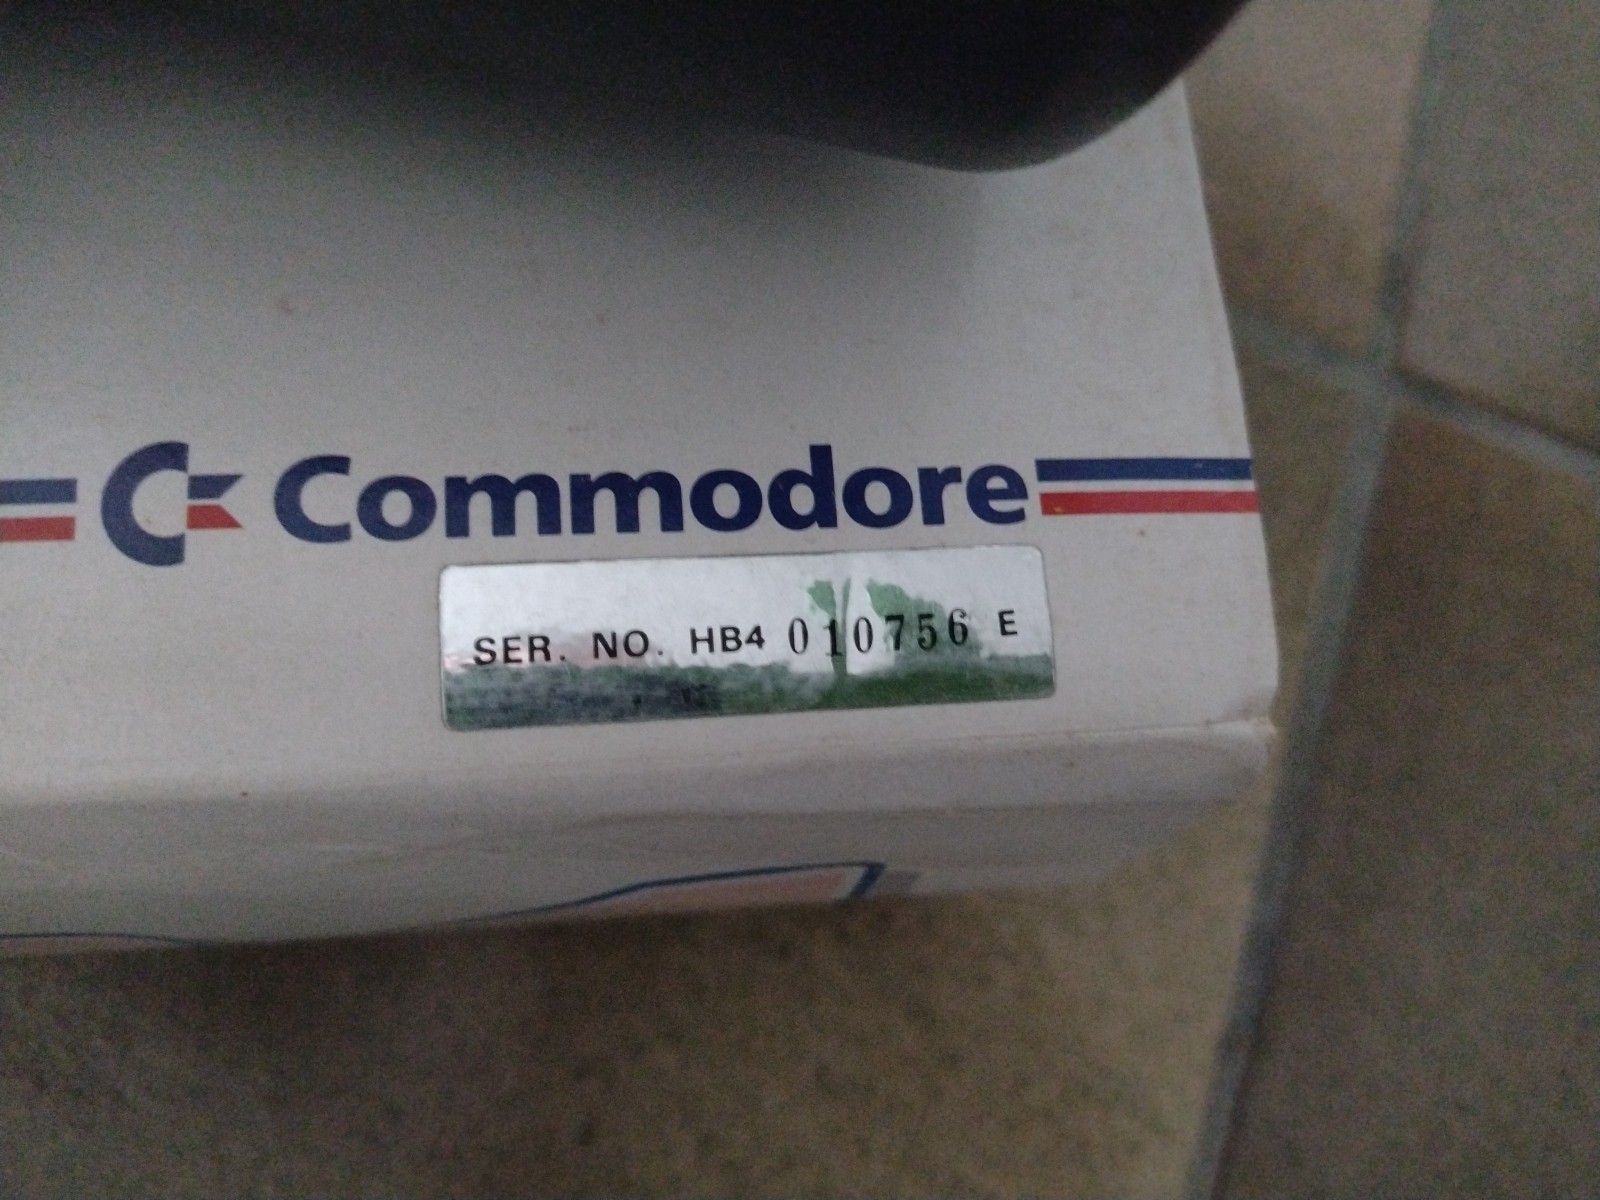 Commodore
SER. NO. HB4 010756 E